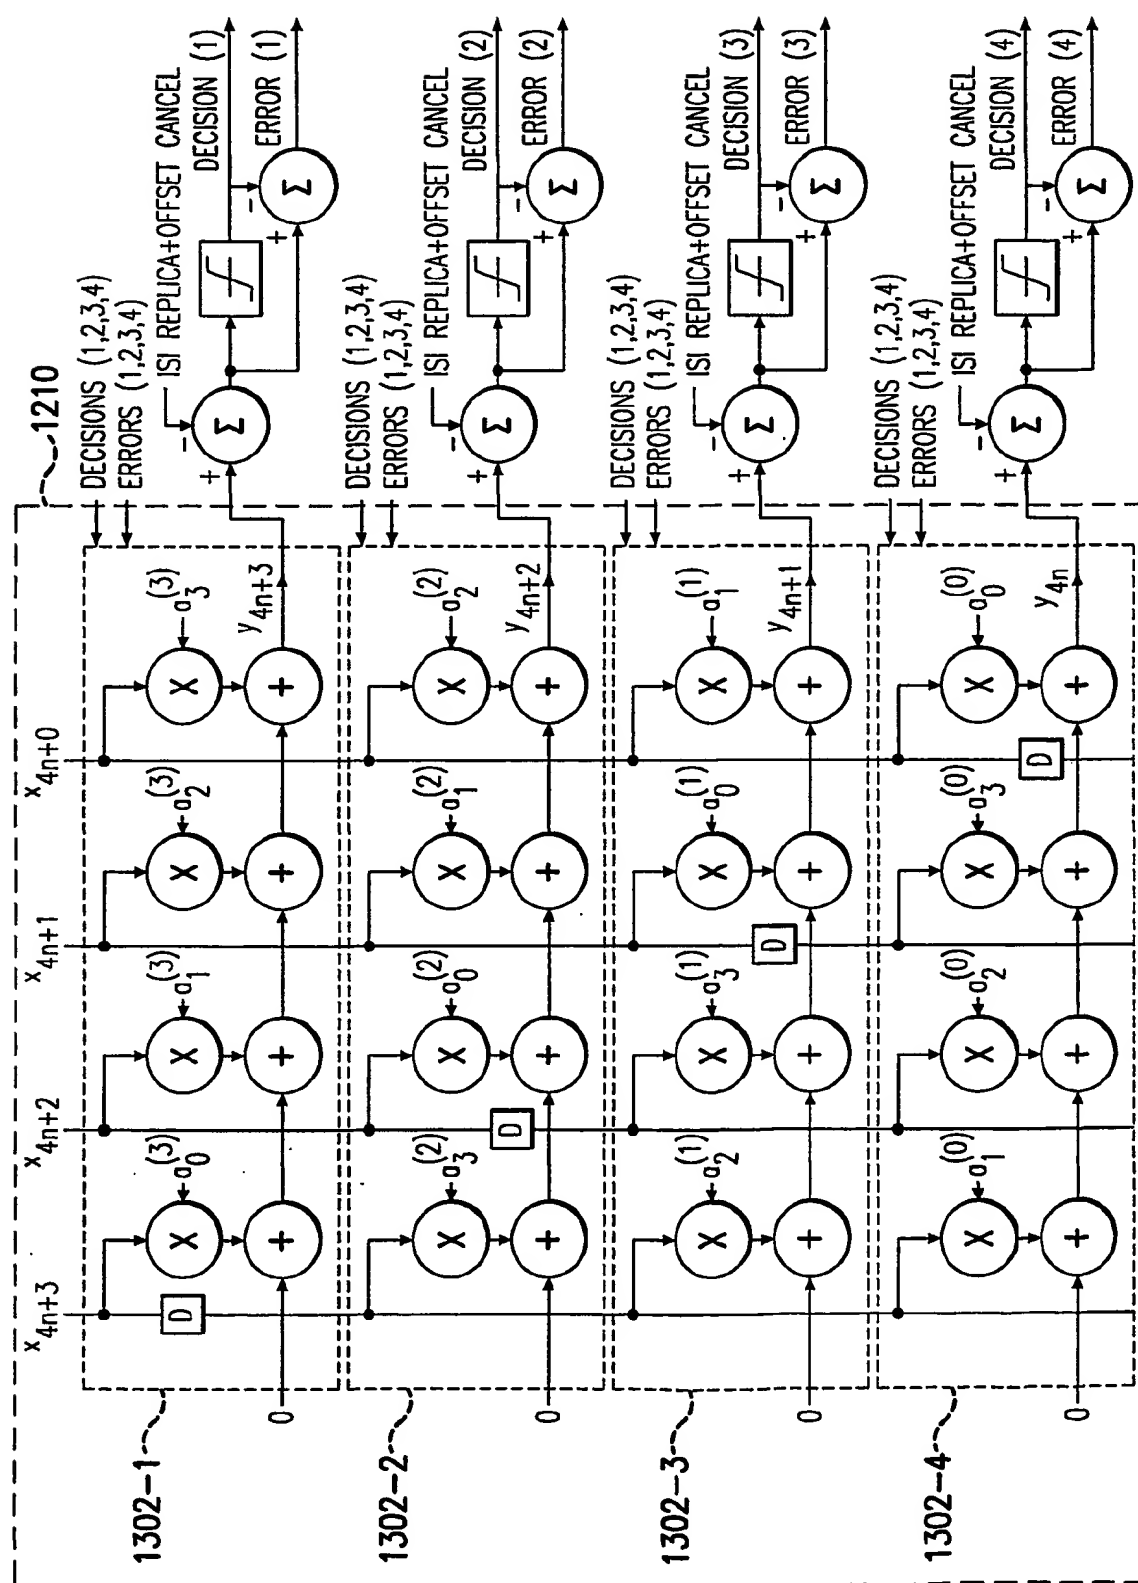 1210
x4n+3
x4n+2
x4n+1
x4n+0
1302-1
0
a0(3)
a1(3)
a2(3)
a3(3)
y4n+3
DECISIONS (1,2,3,4)
ERRORS (1,2,3,4)
ISI REPLICA+OFFSET CANCEL
DECISION (1)
ERROR (1)
X X X X
+ + + +
+ - Σ
+ - Σ
D
1302-2
0
a3(2)
a0(2)
a1(2)
a2(2)
y4n+2
DECISIONS (1,2,3,4)
ERRORS (1,2,3,4)
ISI REPLICA+OFFSET CANCEL
DECISION (2)
ERROR (2)
X X X X
+ + + +
+ - Σ
+ - Σ
D
1302-3
0
a2(1)
a3(1)
a0(1)
a1(1)
y4n+1
DECISIONS (1,2,3,4)
ERRORS (1,2,3,4)
ISI REPLICA+OFFSET CANCEL
DECISION (3)
ERROR (3)
X X X X
+ + + +
+ - Σ
+ - Σ
D
1302-4
0
a1(0)
a2(0)
a3(0)
a0(0)
y4n
DECISIONS (1,2,3,4)
ERRORS (1,2,3,4)
ISI REPLICA+OFFSET CANCEL
DECISION (4)
ERROR (4)
X X X X
+ + + +
+ - Σ
+ - Σ
D